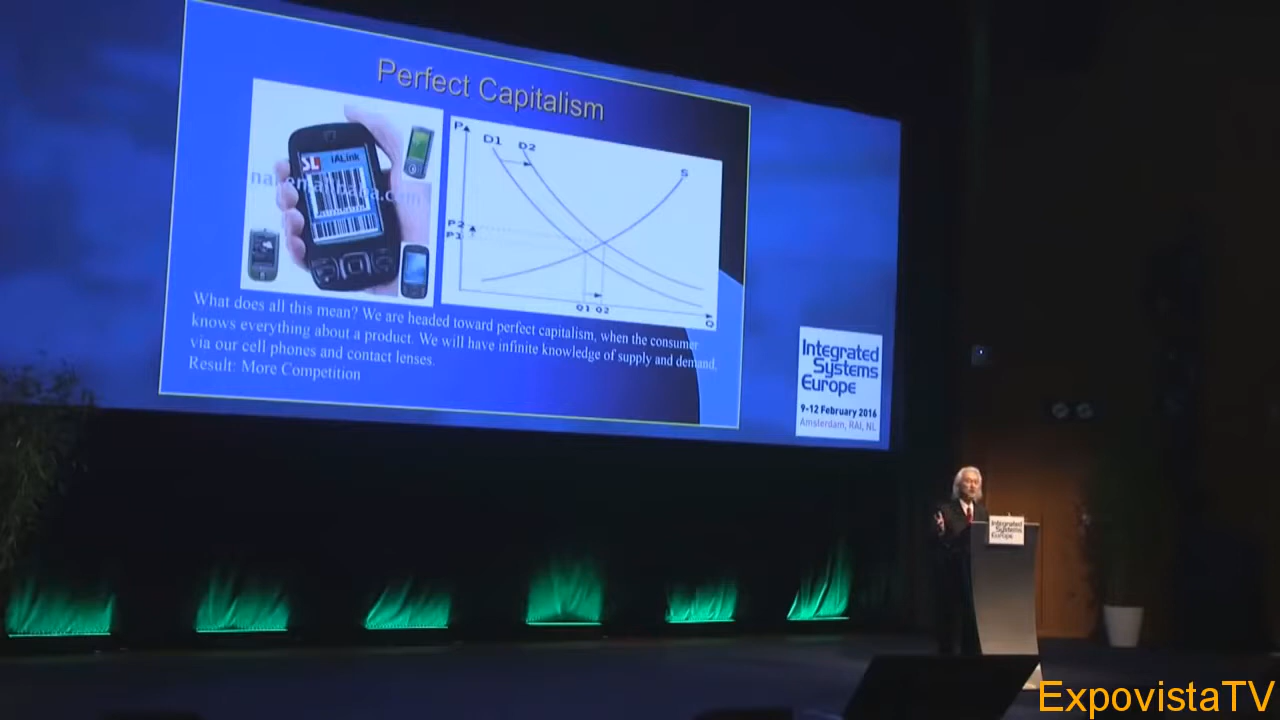 Perfect Capitalism
SL iALink
P
D1
D2
S
P2
P1
Q1 Q2
Q
What does all this mean? We are headed toward perfect capitalism, when the consumer
knows everything about a product. We will have infinite knowledge of supply and demand,
via our cell phones and contact lenses.
Result: More Competition
Integrated
Systems
Europe
9-12 February 2016
Amsterdam, RAI, NL
Integrated
Systems
Europe
ExpovistaTV